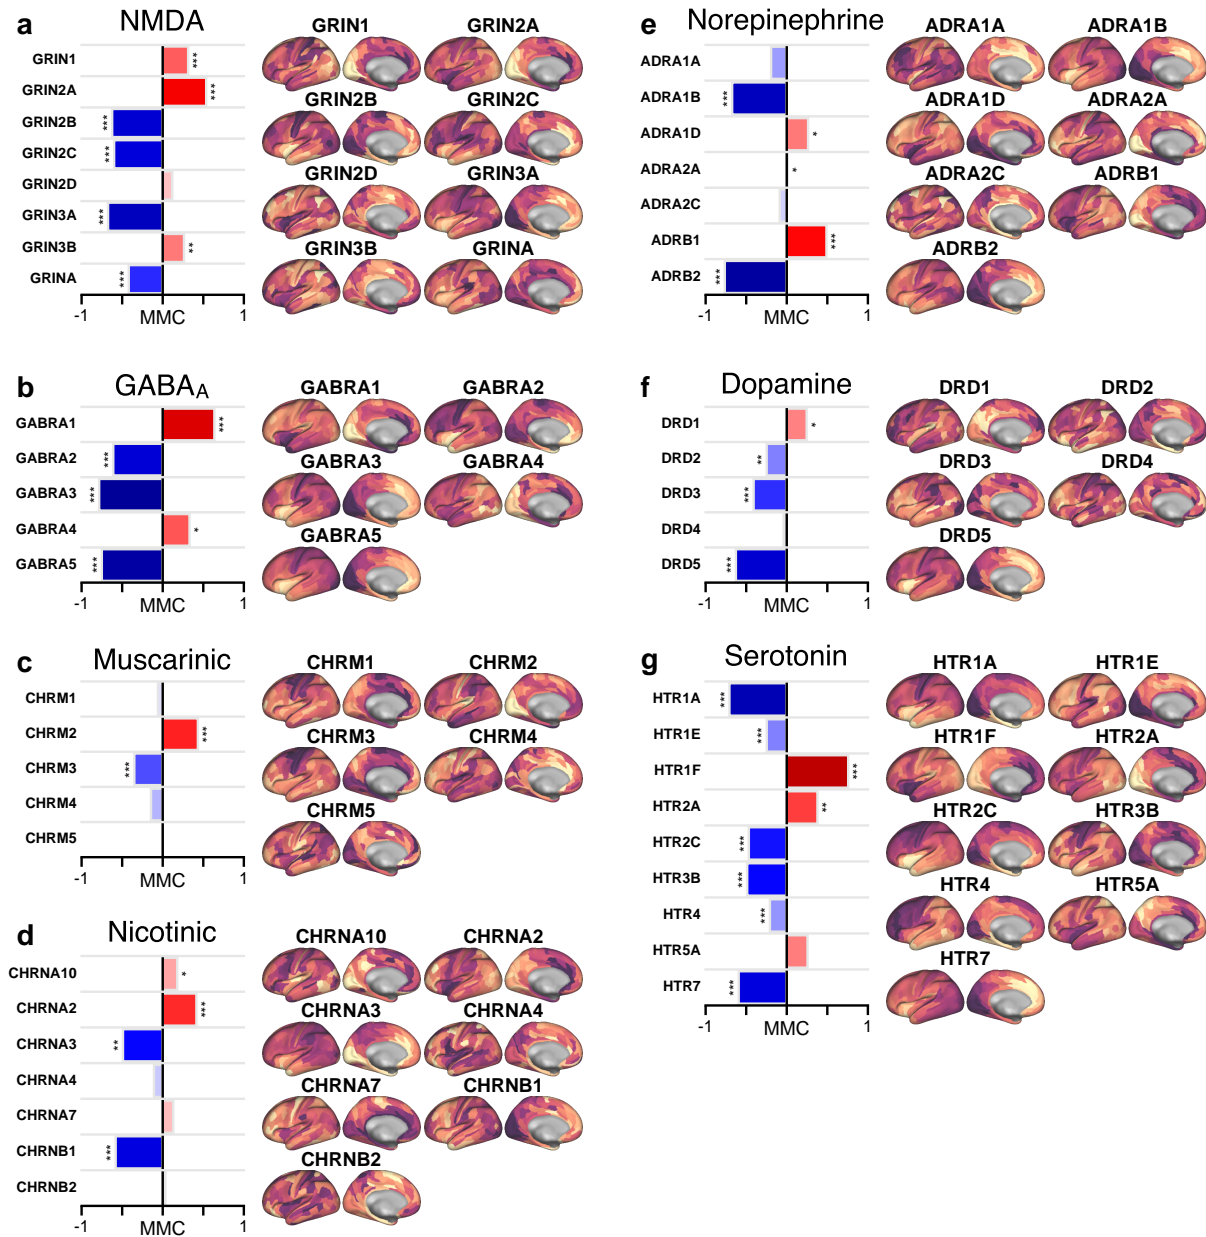 a NMDA
GRIN1
***
GRIN2A
***
GRIN2B
***
GRIN2C
***
GRIN2D
GRIN3A
***
GRIN3B
**
GRINA
***
-1 MMC 1
GRIN1 GRIN2A
GRIN2B GRIN2C
GRIN2D GRIN3A
GRIN3B GRINA
b GABAA
GABRA1
***
GABRA2
***
GABRA3
***
GABRA4
*
GABRA5
***
-1 MMC 1
GABRA1 GABRA2
GABRA3 GABRA4
GABRA5
c Muscarinic
CHRM1
CHRM2
***
CHRM3
***
CHRM4
CHRM5
-1 MMC 1
CHRM1 CHRM2
CHRM3 CHRM4
CHRM5
d Nicotinic
CHRNA10
*
CHRNA2
***
CHRNA3
**
CHRNA4
CHRNA7
CHRNB1
***
CHRNB2
-1 MMC 1
CHRNA10 CHRNA2
CHRNA3 CHRNA4
CHRNA7 CHRNB1
CHRNB2
e Norepinephrine
ADRA1A
ADRA1B
***
ADRA1D
*
ADRA2A
*
ADRA2C
ADRB1
***
ADRB2
***
-1 MMC 1
ADRA1A ADRA1B
ADRA1D ADRA2A
ADRA2C ADRB1
ADRB2
f Dopamine
DRD1
*
DRD2
**
DRD3
***
DRD4
DRD5
***
-1 MMC 1
DRD1 DRD2
DRD3 DRD4
DRD5
g Serotonin
HTR1A
***
HTR1E
***
HTR1F
***
HTR2A
**
HTR2C
***
HTR3B
***
HTR4
***
HTR5A
HTR7
***
-1 MMC 1
HTR1A HTR1E
HTR1F HTR2A
HTR2C HTR3B
HTR4 HTR5A
HTR7